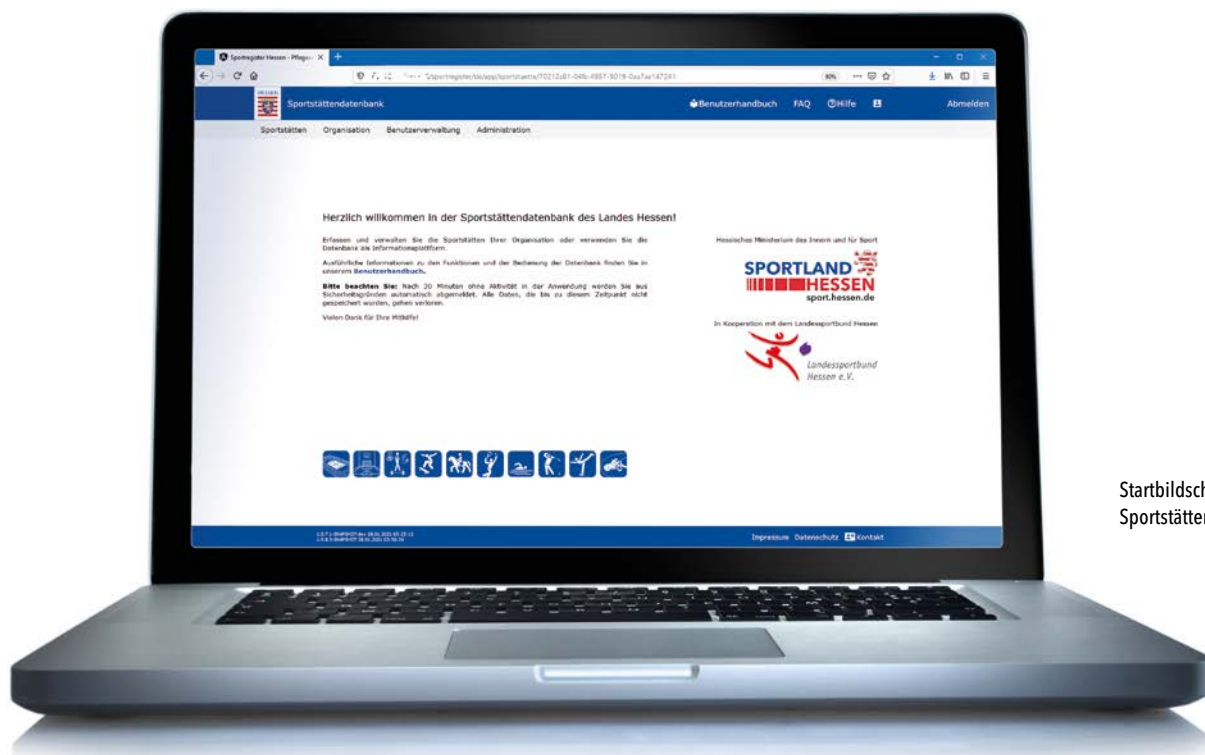 Sportregister Hessen - Pflege
80%
HESSEN
Sportstättendatenbank
Benutzerhandbuch FAQ Hilfe
Abmelden
Sportstätten Organisation Benutzerverwaltung Administration
Herzlich willkommen in der Sportstättendatenbank des Landes Hessen!
Erfassen und verwalten Sie die Sportstätten Ihrer Organisation oder verwenden Sie die
Datenbank als Informationsplattform.
Ausführliche Informationen zu den Funktionen und der Bedienung der Datenbank finden Sie in
unserem Benutzerhandbuch.
Bitte beachten Sie: Nach 30 Minuten ohne Aktivität in der Anwendung werden Sie aus
Sicherheitsgründen automatisch abgemeldet. Alle Daten, die bis zu diesem Zeitpunkt nicht
gespeichert wurden, gehen verloren.
Vielen Dank für Ihre Mithilfe!
Hessisches Ministerium des Innern und für Sport
SPORTLAND
HESSEN
sport.hessen.de
In Kooperation mit dem Landessportbund Hessen
Landessportbund
Hessen e.V.
Impressum Datenschutz Kontakt
Startbildsch
Sportstätten